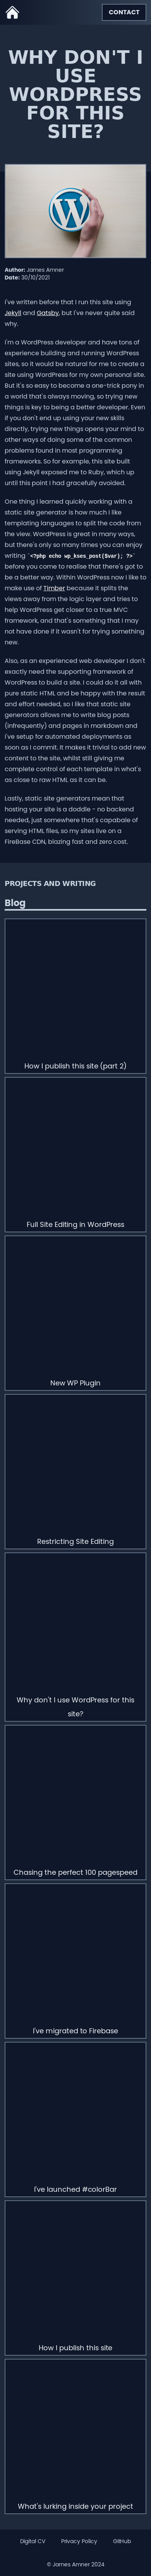 CONTACT
WHY DON'T I
USE
WORDPRESS
FOR THIS
SITE?
Author: James Amner
Date: 30/10/2021
I've written before that I run this site using
Jekyll and Gatsby, but I've never quite said
why.
I'm a WordPress developer and have tons of
experience building and running WordPress
sites, so it would be natural for me to create a
site using WordPress for my own personal site.
But it's so easy to become a one-trick pony in
a world that's always moving, so trying new
things is key to being a better developer. Even
if you don't end up using your new skills
directly, trying new things opens your mind to
other ways of doing some of the common
problems found in most programming
frameworks. So for example, this site built
using Jekyll exposed me to Ruby, which up
until this point I had carefully avoided.
One thing I learned quickly working with a
static site generator is how much I like
templating languages to split the code from
the view. WordPress is great in many ways,
but there's only so many times you can enjoy
writing `<?php echo wp_kses_post($var); ?>`
before you come to realise that there's got to
be a better way. Within WordPress now I like to
make use of Timber because it splits the
views away from the logic layer and tries to
help WordPress get closer to a true MVC
framework, and that's something that I may
not have done if it wasn't for trying something
new.
Also, as an experienced web developer I don't
exactly need the supporting framework of
WordPress to build a site. I could do it all with
pure static HTML and be happy with the result
and effort needed, so I like that static site
generators allow me to write blog posts
(infrequently) and pages in markdown and
I've setup for automated deployments as
soon as I commit. It makes it trivial to add new
content to the site, whilst still giving me
complete control of each template in what's
as close to raw HTML as it can be.
Lastly, static site generators mean that
hosting your site is a doddle - no backend
needed, just somewhere that's capable of
serving HTML files, so my sites live on a
FireBase CDN, blazing fast and zero cost.
PROJECTS AND WRITING
Blog
How I publish this site (part 2)
Full Site Editing in WordPress
New WP Plugin
Restricting Site Editing
Why don't I use WordPress for this
site?
Chasing the perfect 100 pagespeed
I've migrated to Firebase
I've launched #colorBar
How I publish this site
What's lurking inside your project
Digital CV Privacy Policy GitHub
© James Amner 2024